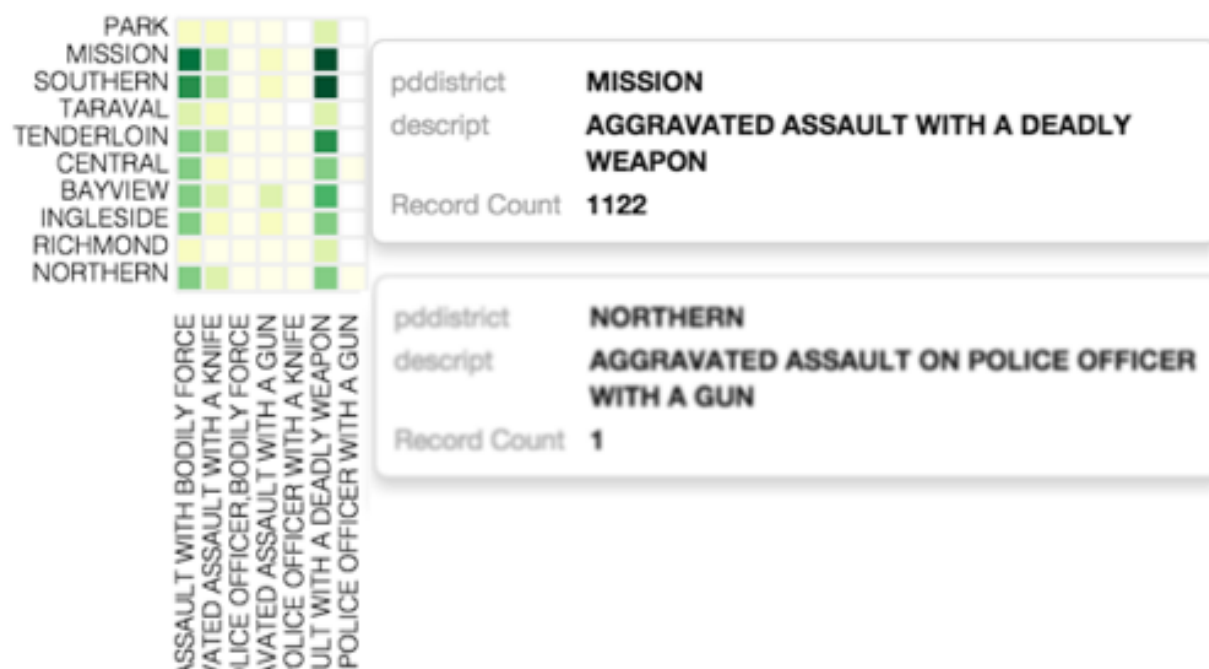 PARK
MISSION
SOUTHERN
TARAVAL
TENDERLOIN
CENTRAL
BAYVIEW
INGLESIDE
RICHMOND
NORTHERN
ASSAULT WITH BODILY FORCE
VATED ASSAULT WITH A KNIFE
LICE OFFICER,BODILY FORCE
AVATED ASSAULT WITH A GUN
POLICE OFFICER WITH A KNIFE
ULT WITH A DEADLY WEAPON
POLICE OFFICER WITH A GUN
pddistrict MISSION
descript AGGRAVATED ASSAULT WITH A DEADLY
WEAPON
Record Count 1122
pddistrict NORTHERN
descript AGGRAVATED ASSAULT ON POLICE OFFICER
WITH A GUN
Record Count 1